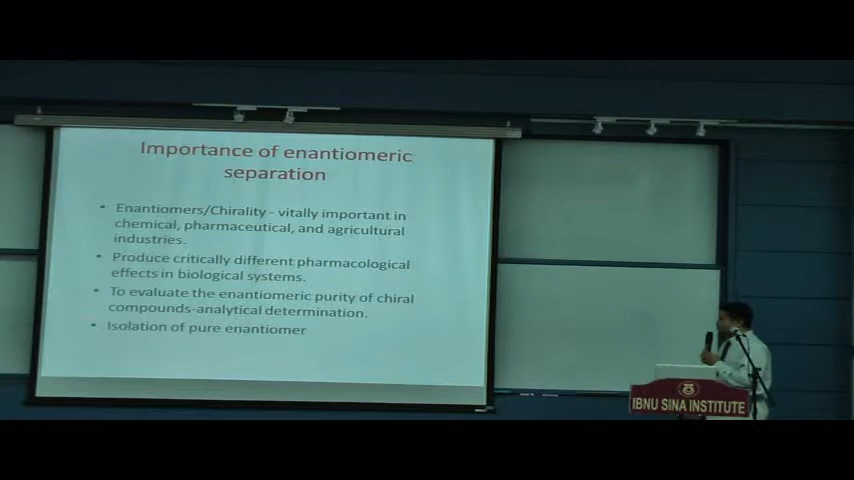 Importance of enantiomeric
separation
• Enantiomers/Chirality - vitally important in
chemical, pharmaceutical, and agricultural
industries.
• Produce critically different pharmacological
effects in biological systems.
• To evaluate the enantiomeric purity of chiral
compounds-analytical determination.
• Isolation of pure enantiomer
IBNU SINA INSTITUTE